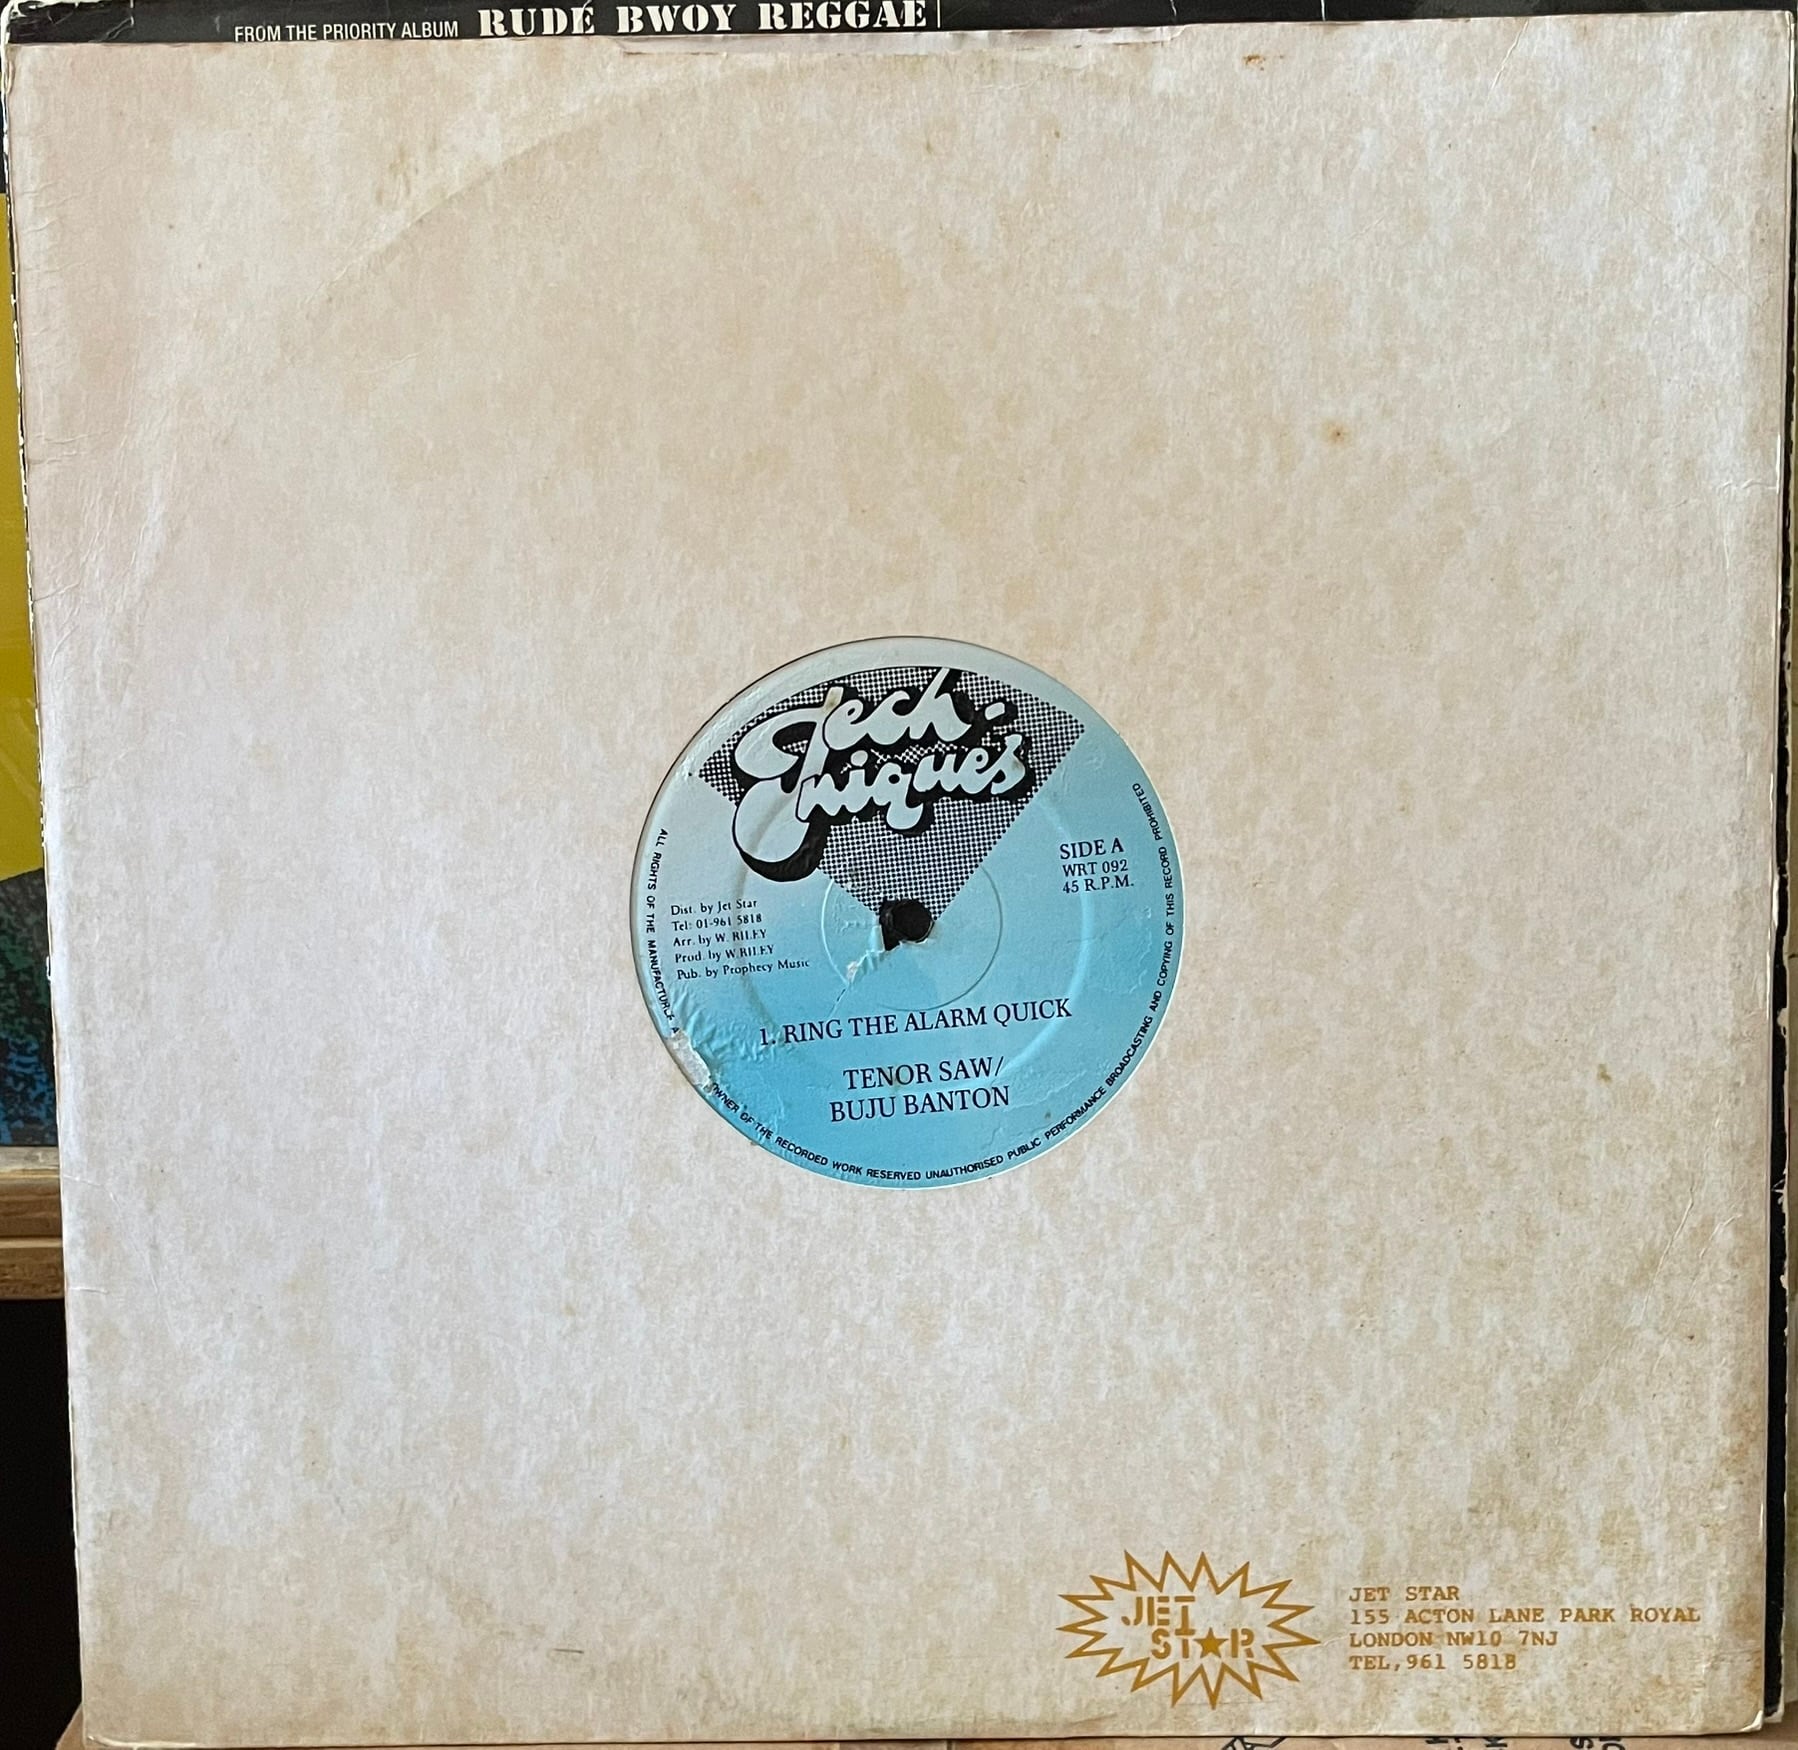 FROM THE PRIORITY ALBUM RUDE BWOY REGGAE
Tech-
niques
SIDE A
WRT 092
45 R.P.M.
Dist. by Jet Star
Tel: 01-961 5818
Arr. by W. RILEY
Prod. by W.RILEY
Pub. by Prophecy Music
1. RING THE ALARM QUICK
TENOR SAW/
BUJU BANTON
ALL RIGHTS OF THE MANUFACTURER A OWNER OF THE RECORDED WORK RESERVED UNAUTHORISED PUBLIC PERFORMANCE BROADCASTING AND COPYING OF THIS RECORD PROHIBITED
JET
STAR
JET STAR
155 ACTON LANE PARK ROYAL
LONDON NW10 7NJ
TEL,961 5818